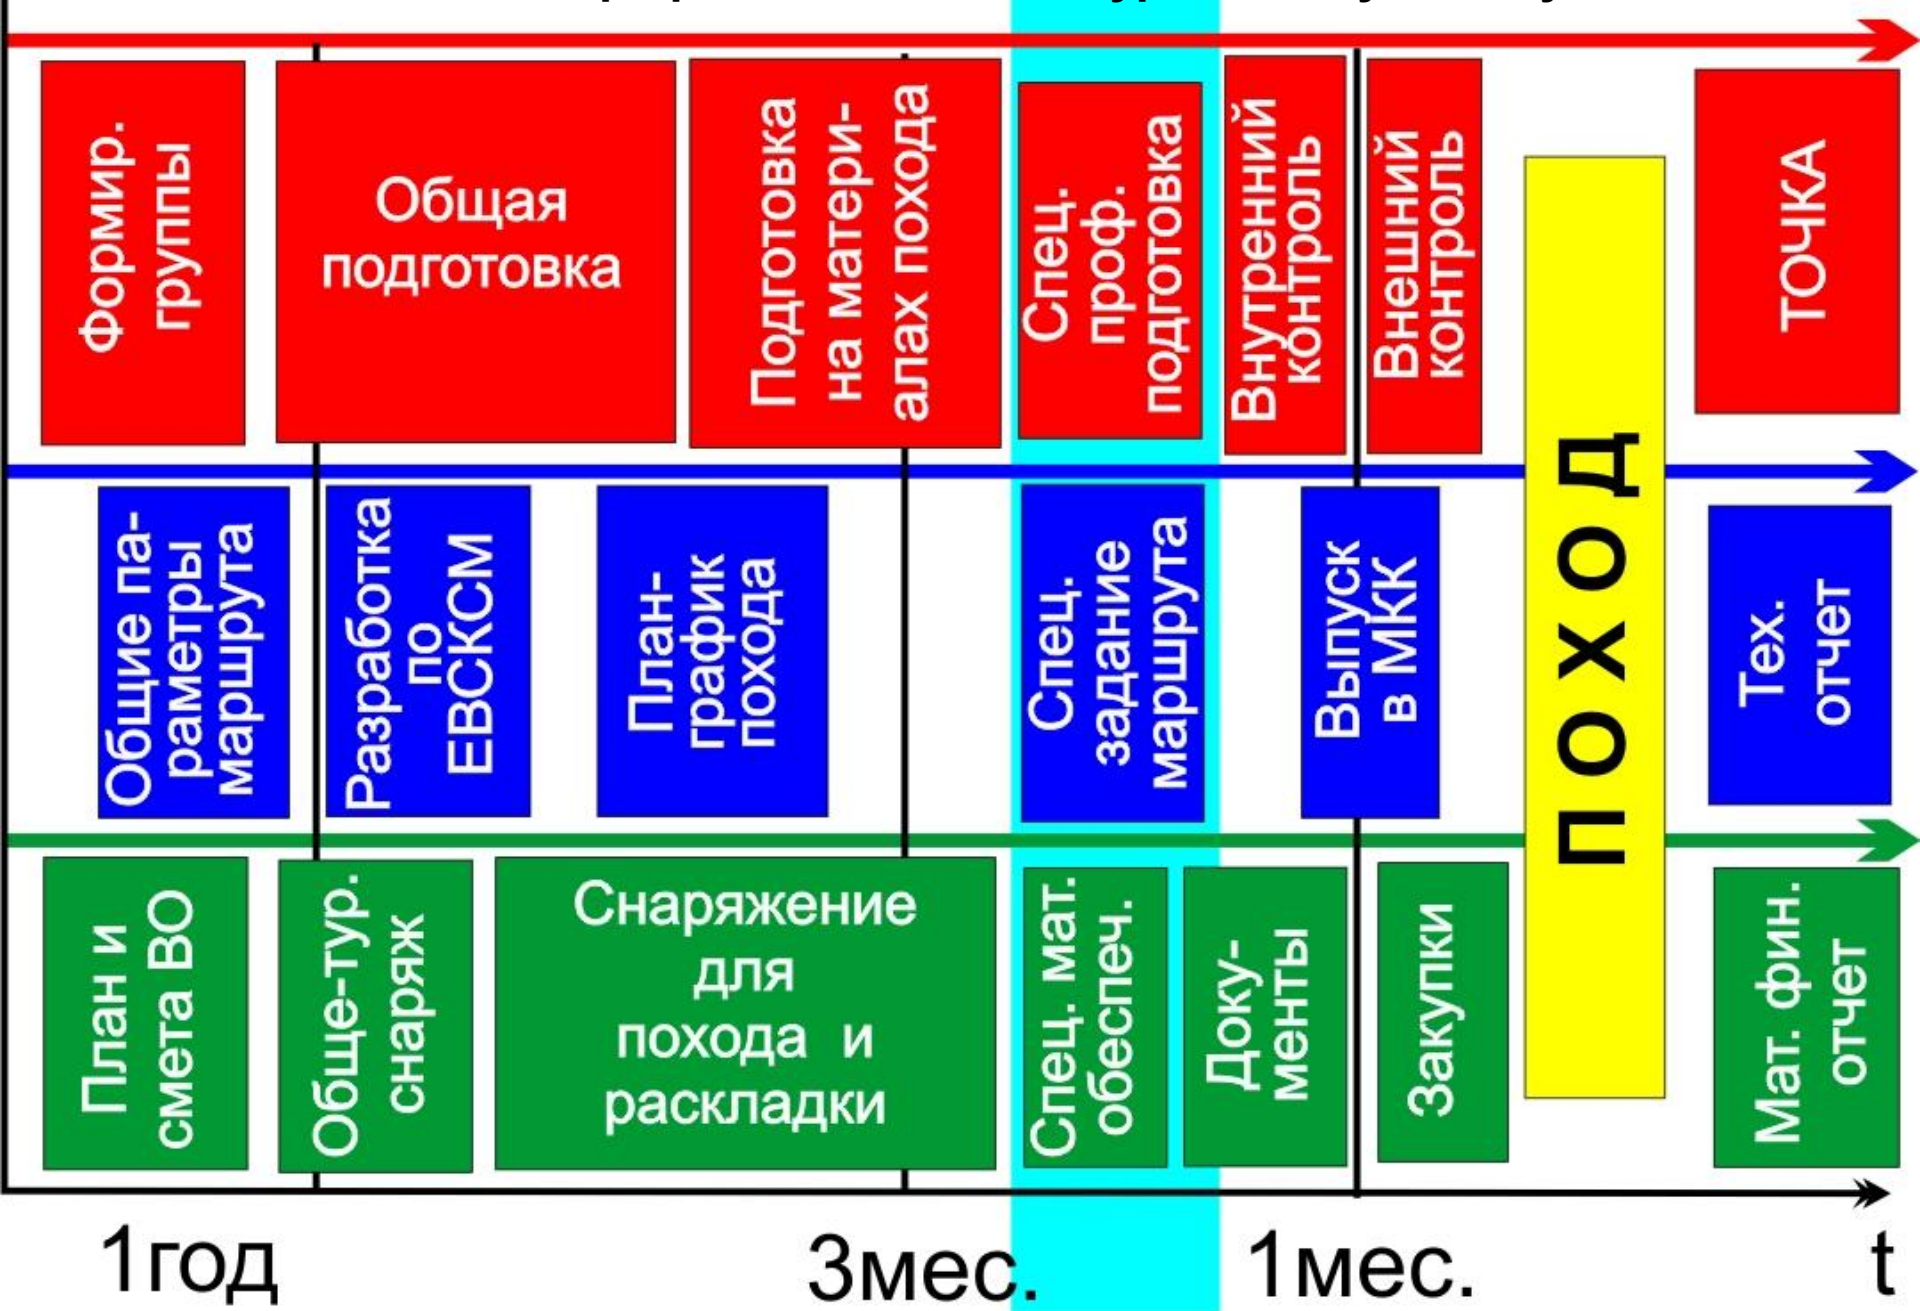 Формир.
группы
Общая
подготовка
Подготовка
на матери-
алах похода
Спец.
проф.
подготовка
Внутренний
контроль
Внешний
контроль
ТОЧКА
Общие па-
раметры
маршрута
Разработка
по
ЕВСКСМ
План-
график
похода
Спец.
задание
маршрута
Выпуск
в МКК
ПОХОД
Тех.
отчет
План и
смета ВО
Обще-тур.
снаряж
Снаряжение
для
похода и
раскладки
Спец. мат.
обеспеч.
Доку-
менты
Закупки
Мат. фин.
отчет
1год
3мес.
1мес.
t